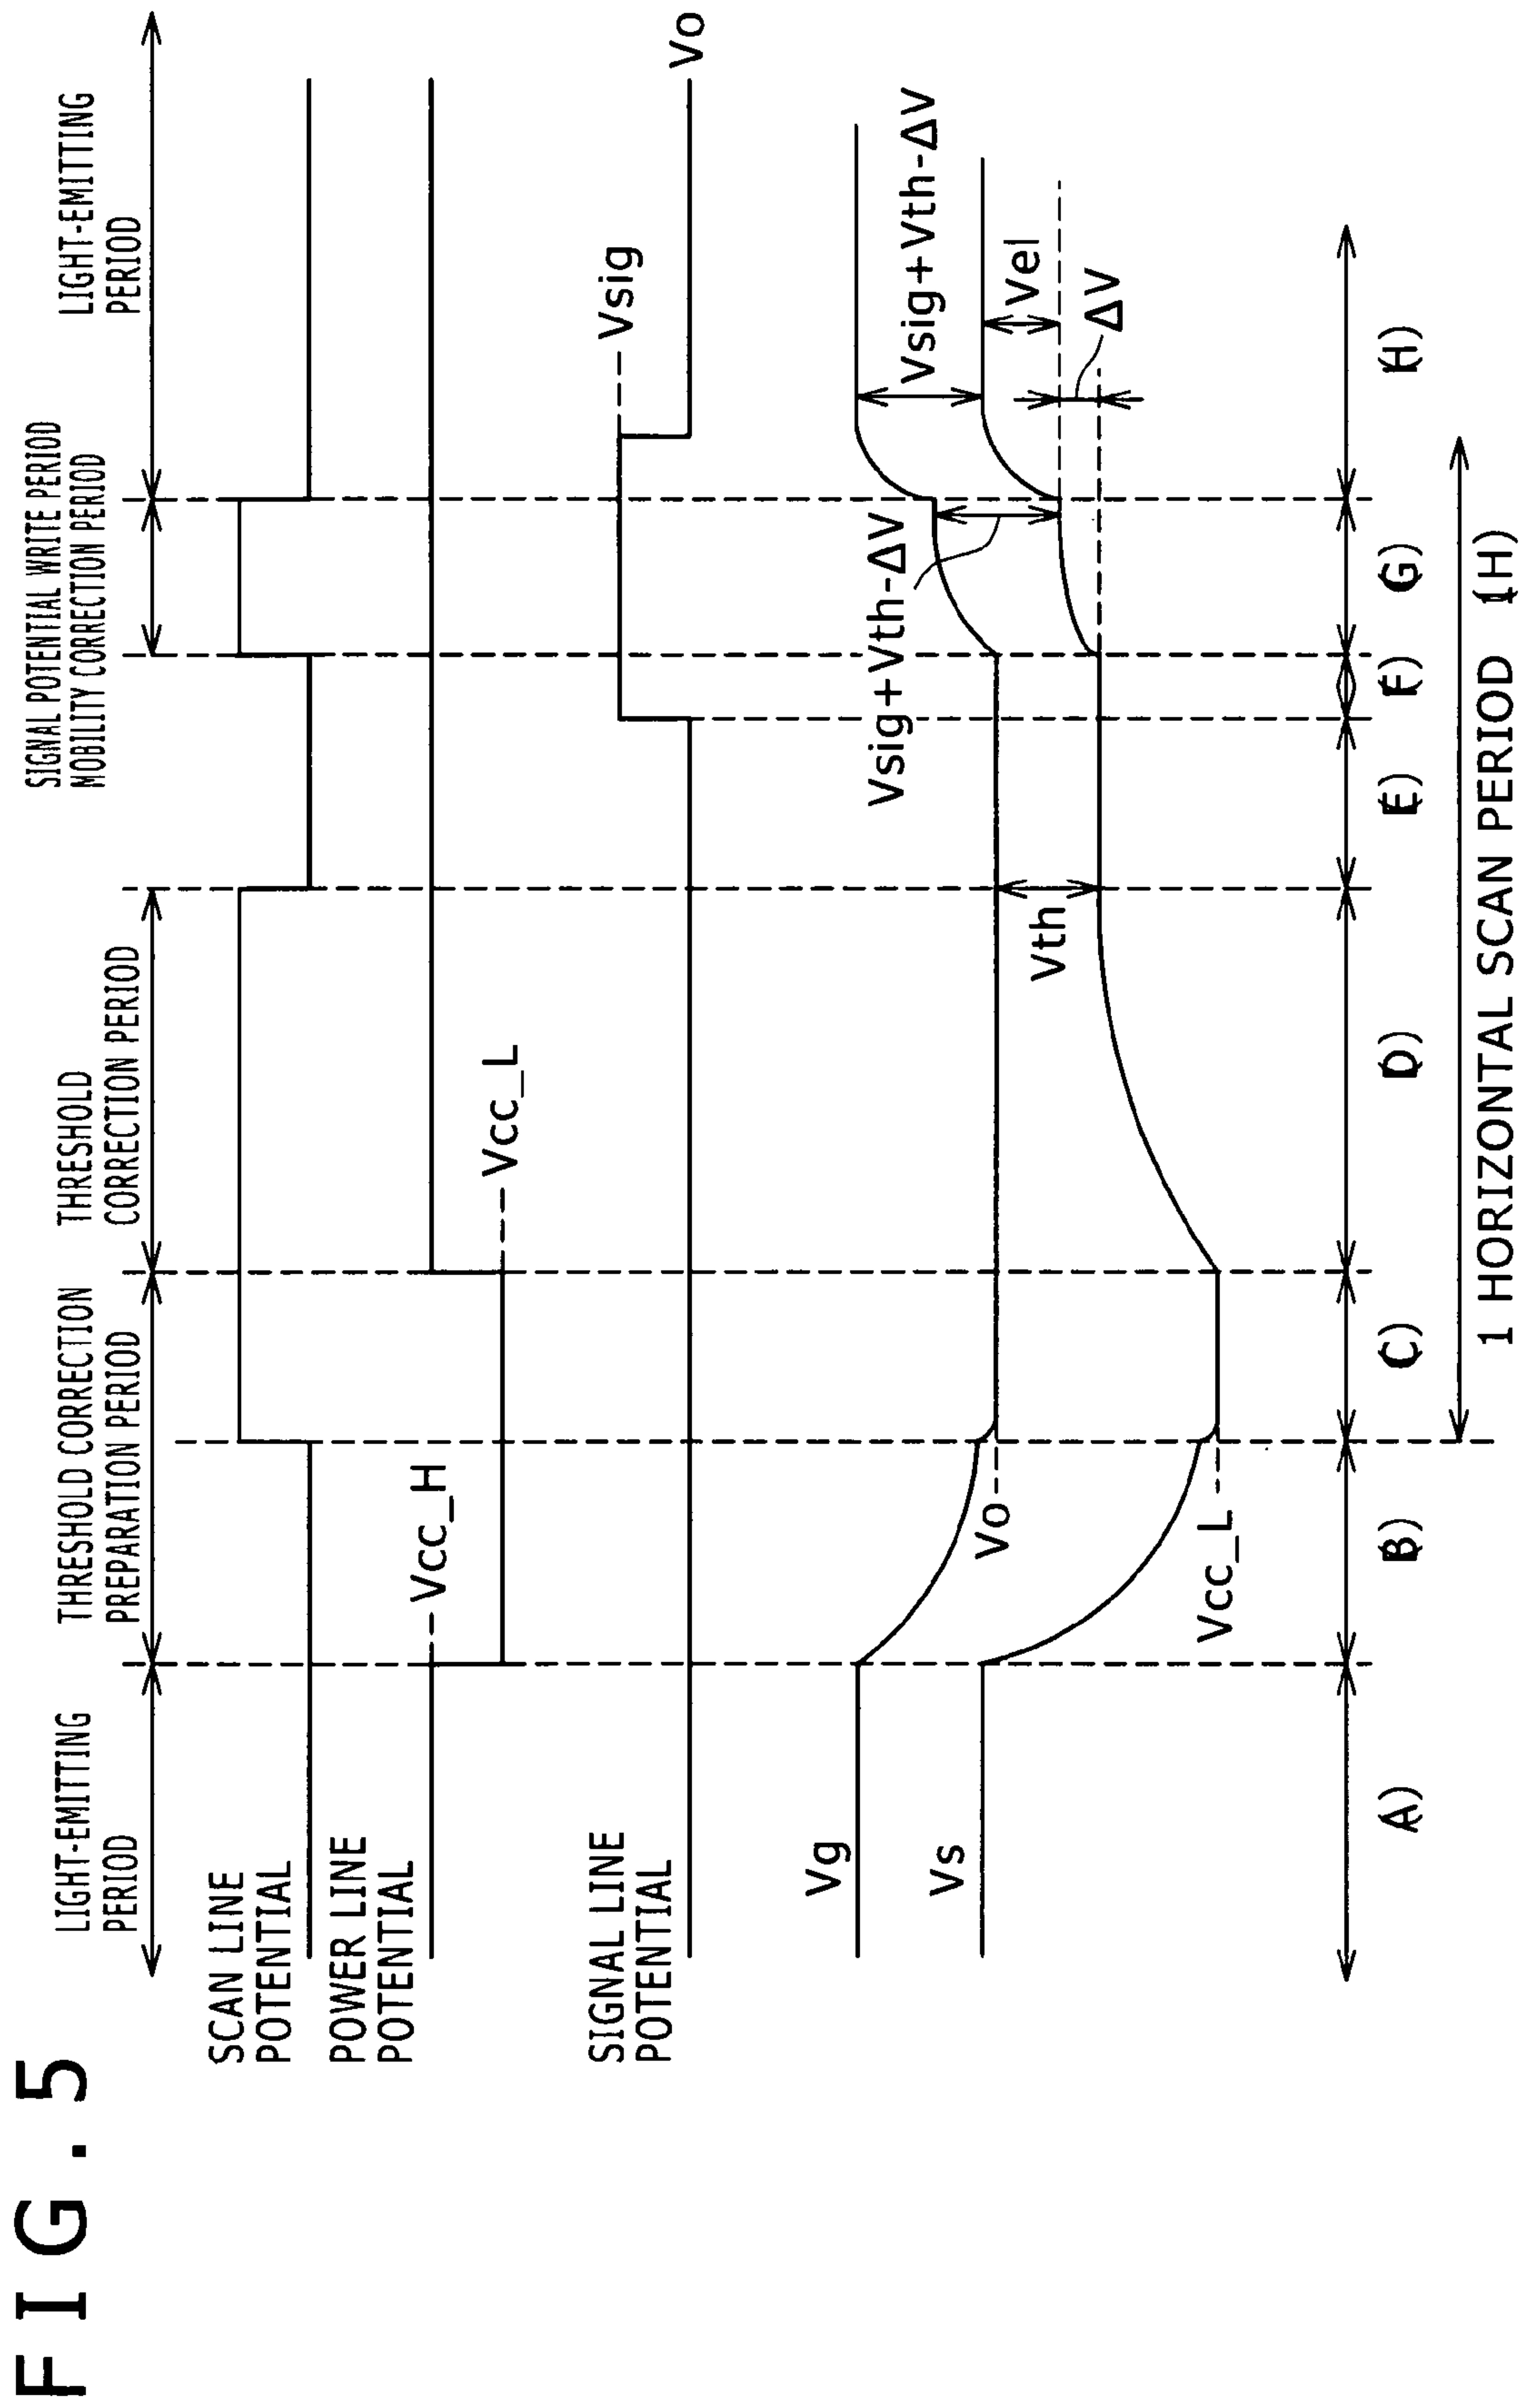 FIG.5
LIGHT-EMITTING
PERIOD
THRESHOLD CORRECTION
PREPARATION PERIOD
THRESHOLD
CORRECTION PERIOD
SIGNAL POTENTIAL WRITE PERIOD
MOBILITY CORRECTION PERIOD
LIGHT-EMITTING
PERIOD
SCAN LINE
POTENTIAL
POWER LINE
POTENTIAL
Vcc_H
Vcc_L
SIGNAL LINE
POTENTIAL
Vsig
Vo
Vg
Vs
Vo
Vcc_L
Vth
Vsig+Vth-ΔV
Vsig+Vth-ΔV
Vel
ΔV
(A)
(B)
(C)
(D)
(E)
(F)
(G)
(H)
1 HORIZONTAL SCAN PERIOD (1H)